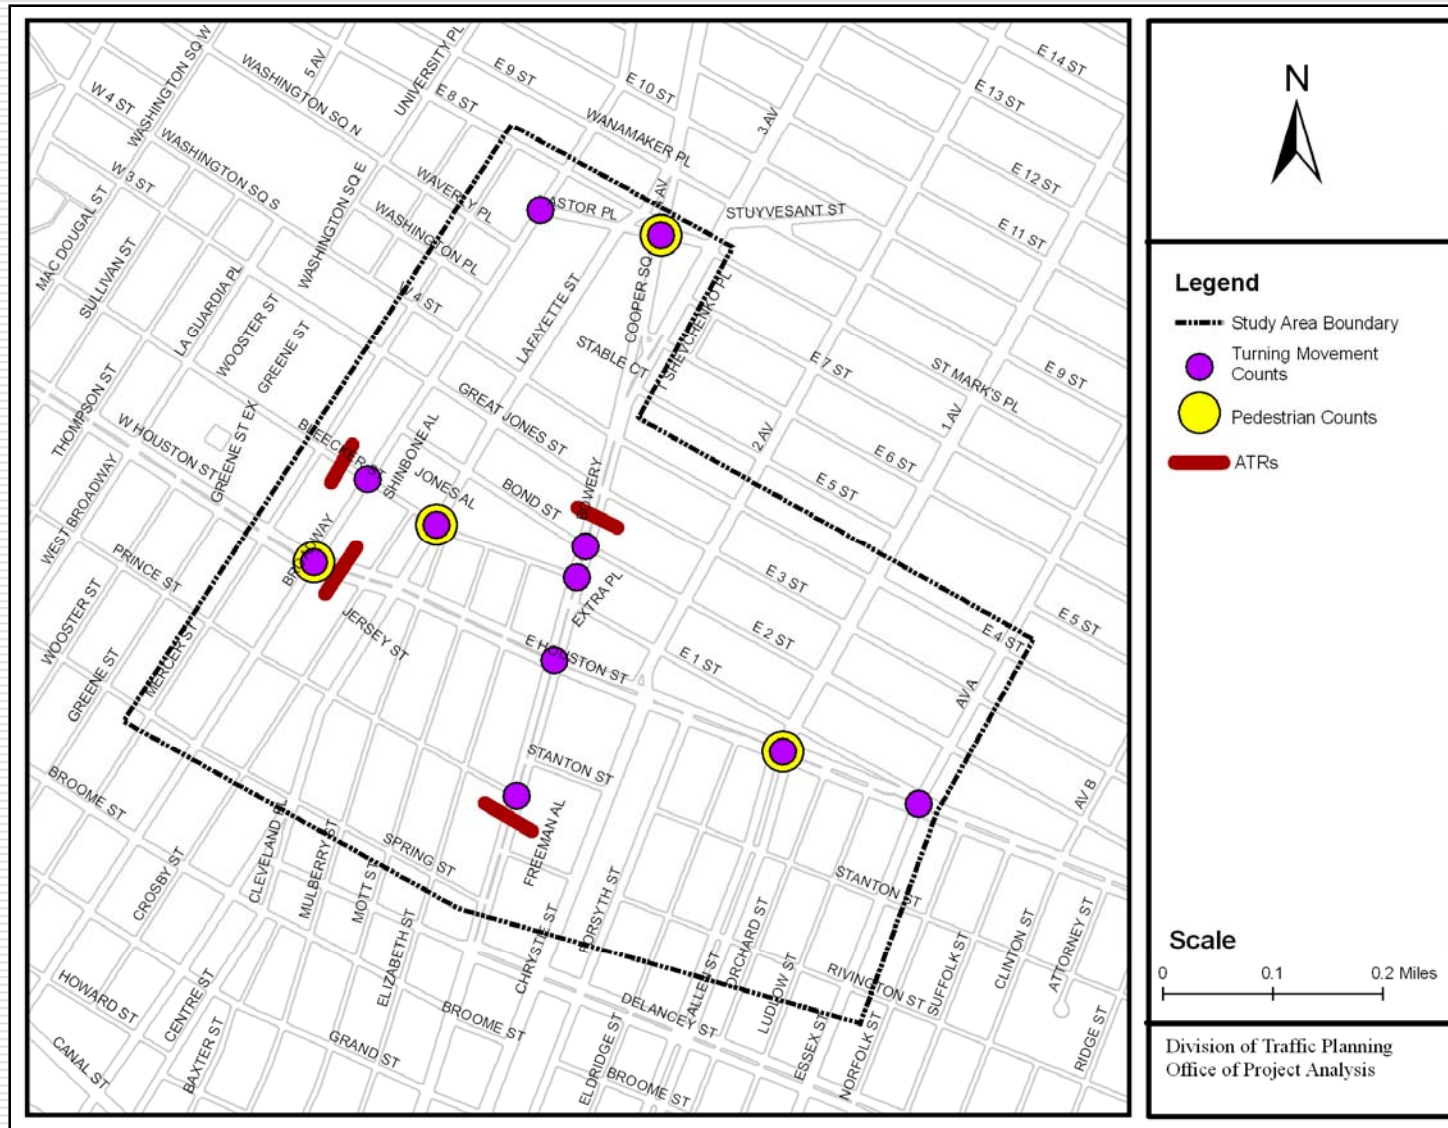 WASHINGTON SQ W
5 AV
UNIVERSITY PL
E 14 ST
WASHINGTON SQ N
E 9 ST
E 10 ST
E 13 ST
W 4 ST
E 8 ST
WANAMAKER PL
3 AV
WASHINGTON SQ S
W 3 ST
WASHINGTON SQ E
WAVERLY PL
E 12 ST
MAC DOUGAL ST
WASHINGTON PL
ASTOR PL
AV
STUYVESANT ST
E 11 ST
SULLIVAN ST
LA GUARDIA PL
W 4 ST
LAFAYETTE ST
COOPER SQ
T SHEVCHENKO PL
WOOSTER ST
GREENE ST
STABLE CT
E 7 ST
ST MARK'S PL
E 9 ST
THOMPSON ST
W HOUSTON ST
GREENE ST EX
BLEECKER ST
SHINBONE AL
GREAT JONES ST
2 AV
1 AV
E 6 ST
WEST BROADWAY
JONES AL
BOND ST
BOWERY
E 5 ST
PRINCE ST
BROADWAY
EXTRA PL
E 3 ST
WOOSTER ST
JERSEY ST
E HOUSTON ST
E 2 ST
E 1 ST
E 4 ST
E 5 ST
GREENE ST
MERCER ST
AV A
BROOME ST
STANTON ST
AV B
CLEVELAND PL
MULBERRY ST
MOTT ST
SPRING ST
FREEMAN AL
CROSBY ST
ELIZABETH ST
CHRYSTIE ST
FORSYTH ST
STANTON ST
ALLEN ST
ORCHARD ST
LUDLOW ST
RIVINGTON ST
SUFFOLK ST
CLINTON ST
ATTORNEY ST
HOWARD ST
CENTRE ST
BROOME ST
DELANCEY ST
CANAL ST
BAXTER ST
GRAND ST
ELDRIDGE ST
BROOME ST
ESSEX ST
NORFOLK ST
RIDGE ST
N
Legend
Study Area Boundary
Turning Movement
Counts
Pedestrian Counts
ATRs
Scale
0 0.1 0.2 Miles
Division of Traffic Planning
Office of Project Analysis